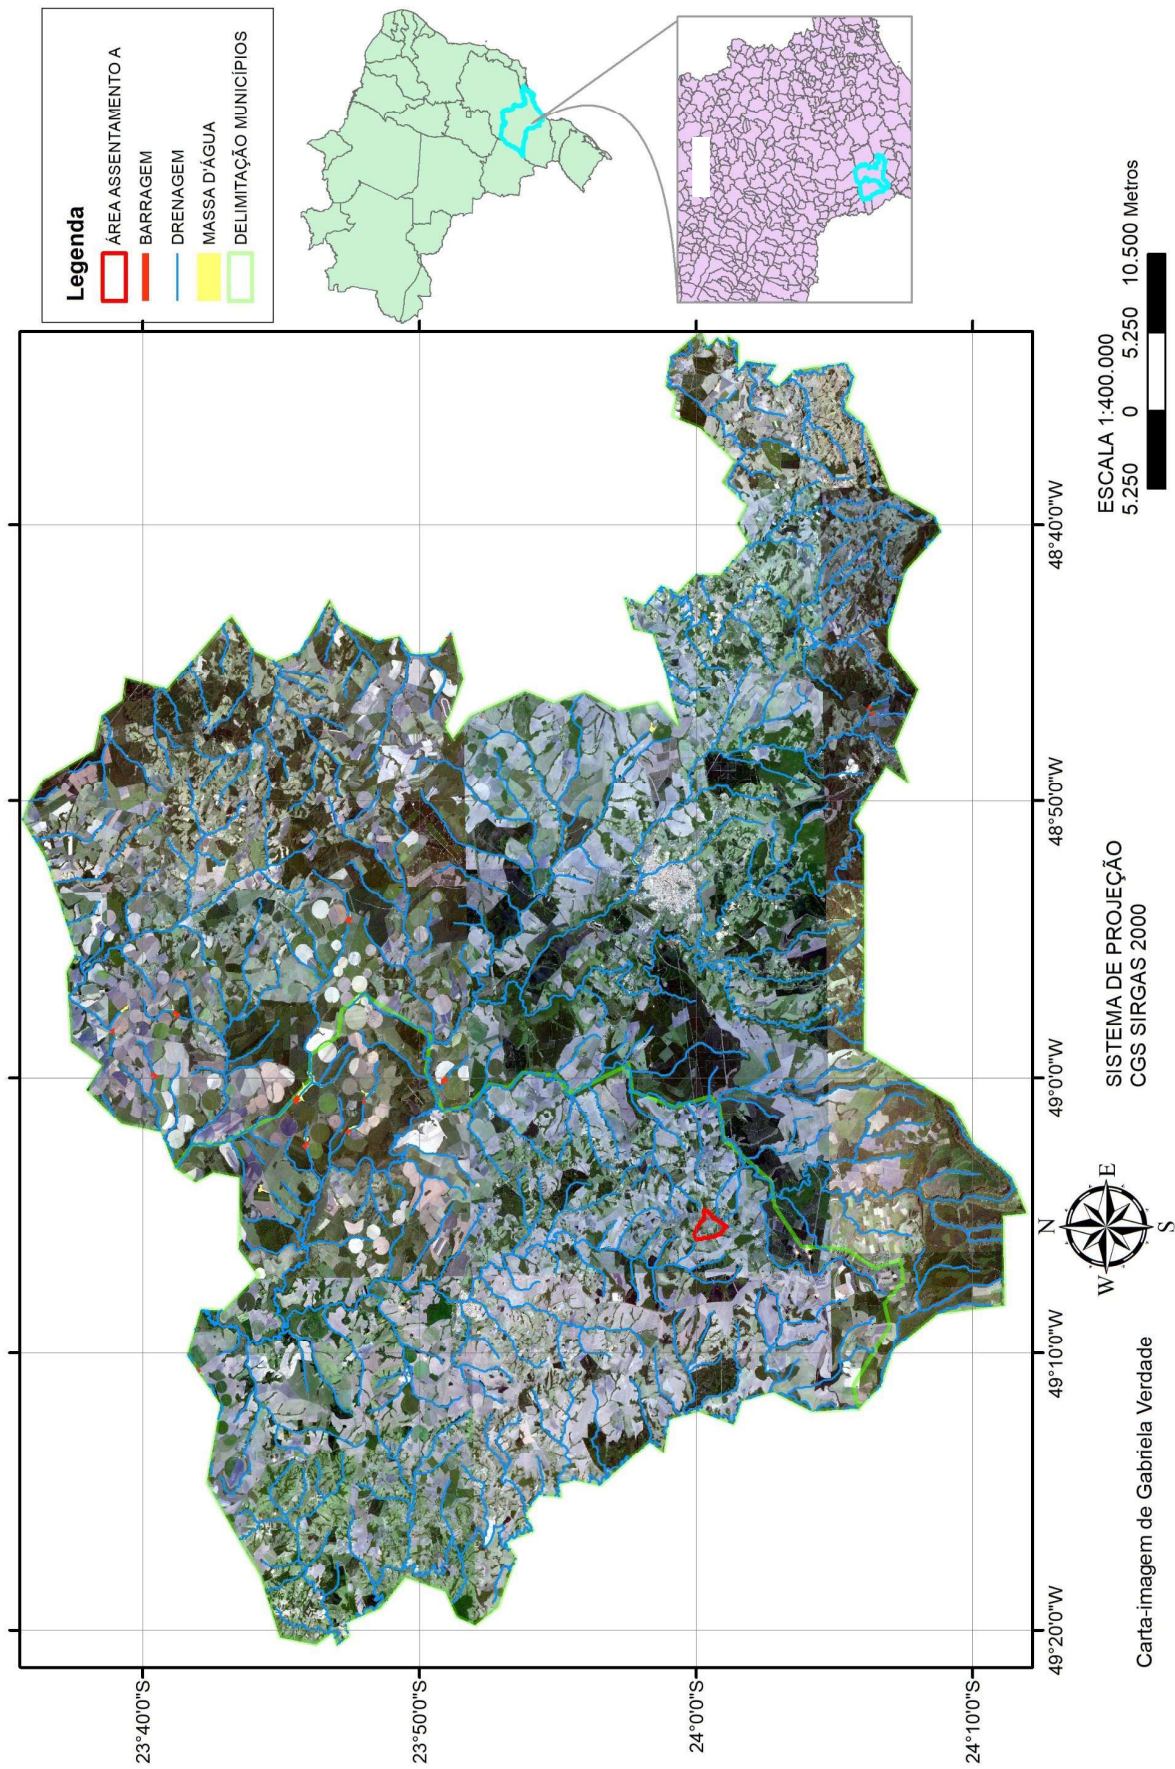 Legenda
ÁREA ASSENTAMENTO A
BARRAGEM
DRENAGEM
MASSA D'ÁGUA
DELIMITAÇÃO MUNICÍPIOS
23°40'0"S
23°50'0"S
24°0'0"S
24°10'0"S
49°20'0"W
49°10'0"W
49°0'0"W
48°50'0"W
48°40'0"W
Carta-imagem de Gabriela Verdade
N
W
E
S
SISTEMA DE PROJEÇÃO
CGS SIRGAS 2000
ESCALA 1:400.000
5.250 0 5.250 10.500 Metros